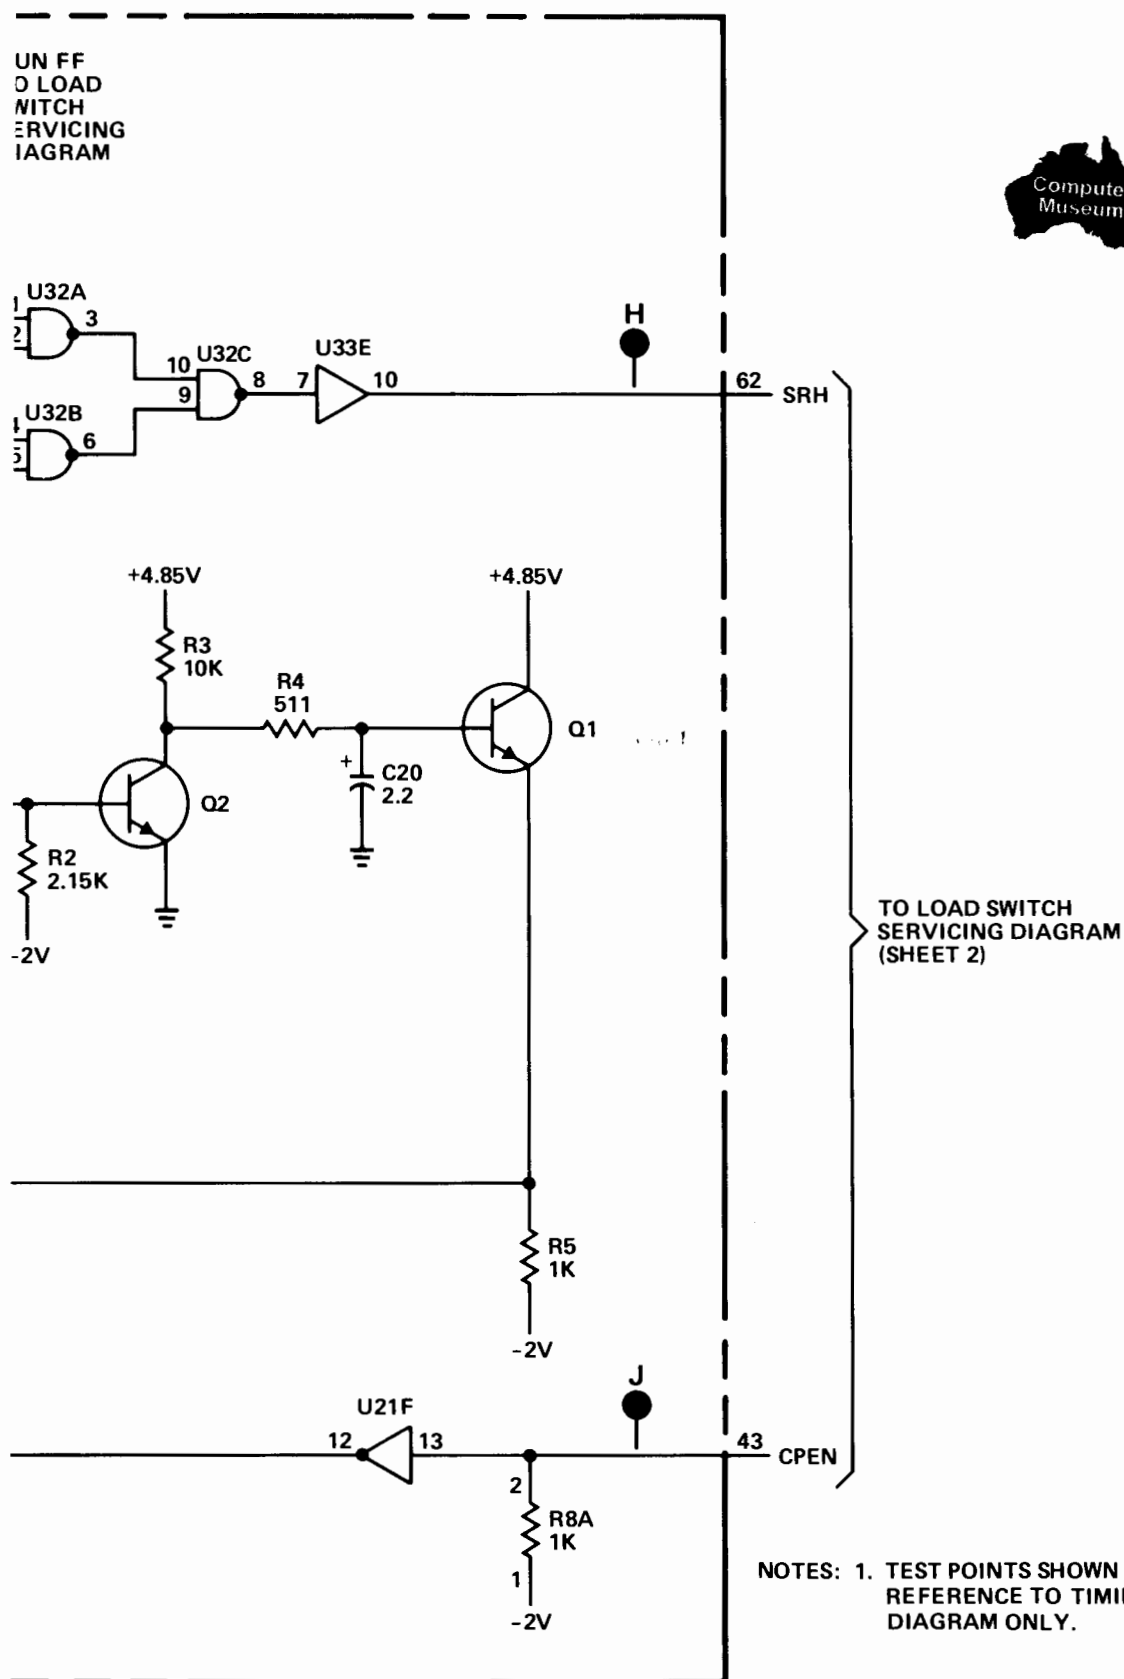 UN FF
O LOAD
WITCH
ERVICING
IAGRAM
Compute
Museum
U32A
1
2
3
U32C
10
9
8
U33E
7
10
H
62
SRH
U32B
4
5
6
+4.85V
+4.85V
R3
10K
R4
511
Q1
+
C20
2.2
Q2
R2
2.15K
-2V
TO LOAD SWITCH
SERVICING DIAGRAM
(SHEET 2)
R5
1K
-2V
J
U21F
12
13
43
CPEN
2
R8A
1K
1
-2V
NOTES: 1. TEST POINTS SHOWN
REFERENCE TO TIMI
DIAGRAM ONLY.